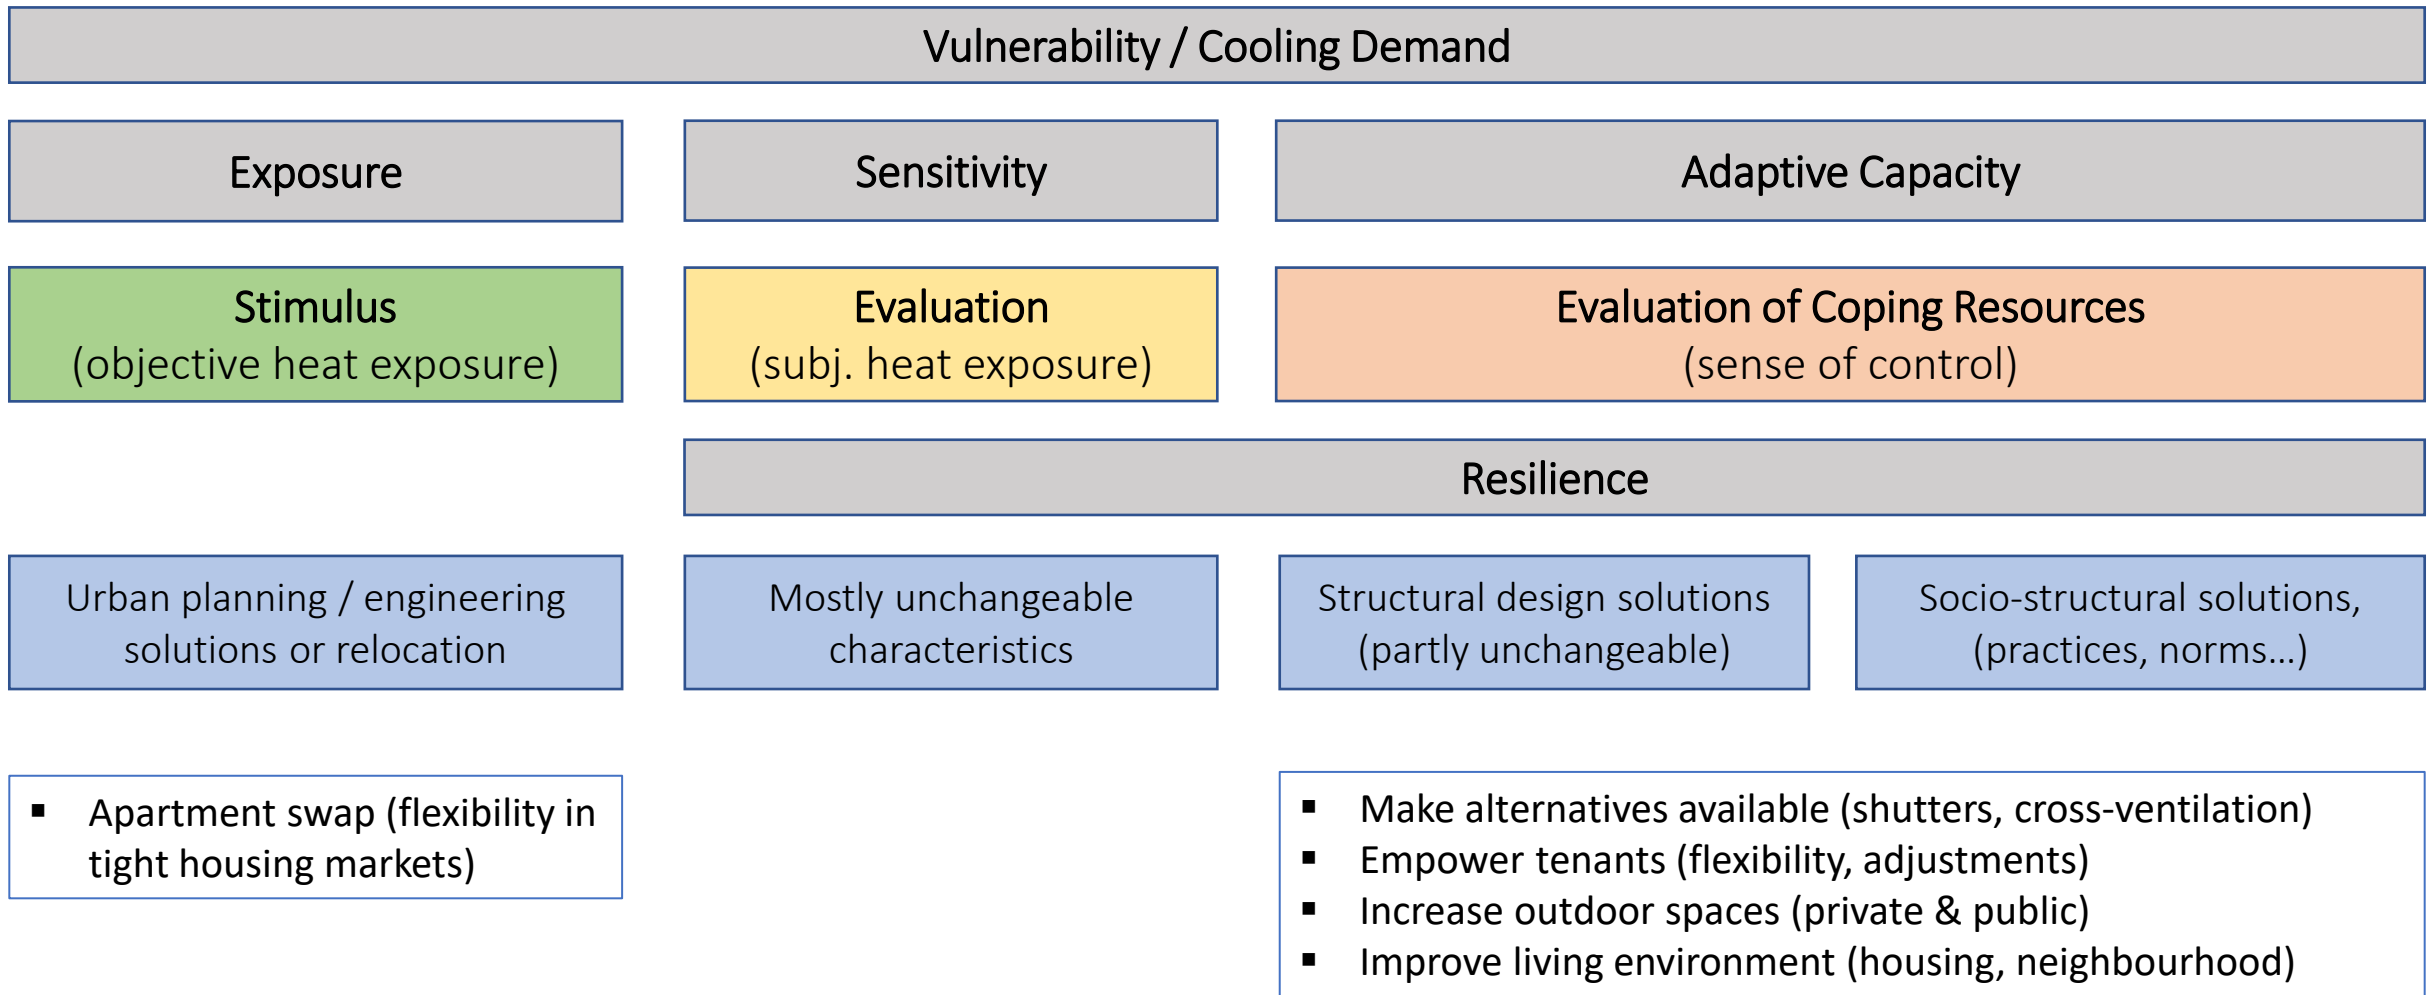 Vulnerability / Cooling Demand
Exposure
Sensitivity
Adaptive Capacity
Stimulus
(objective heat exposure)
Evaluation
(subj. heat exposure)
Evaluation of Coping Resources
(sense of control)
Resilience
Urban planning / engineering
solutions or relocation
Mostly unchangeable
characteristics
Structural design solutions
(partly unchangeable)
Socio-structural solutions,
(practices, norms...)
▪ Apartment swap (flexibility in
tight housing markets)
▪ Make alternatives available (shutters, cross-ventilation)
▪ Empower tenants (flexibility, adjustments)
▪ Increase outdoor spaces (private & public)
▪ Improve living environment (housing, neighbourhood)